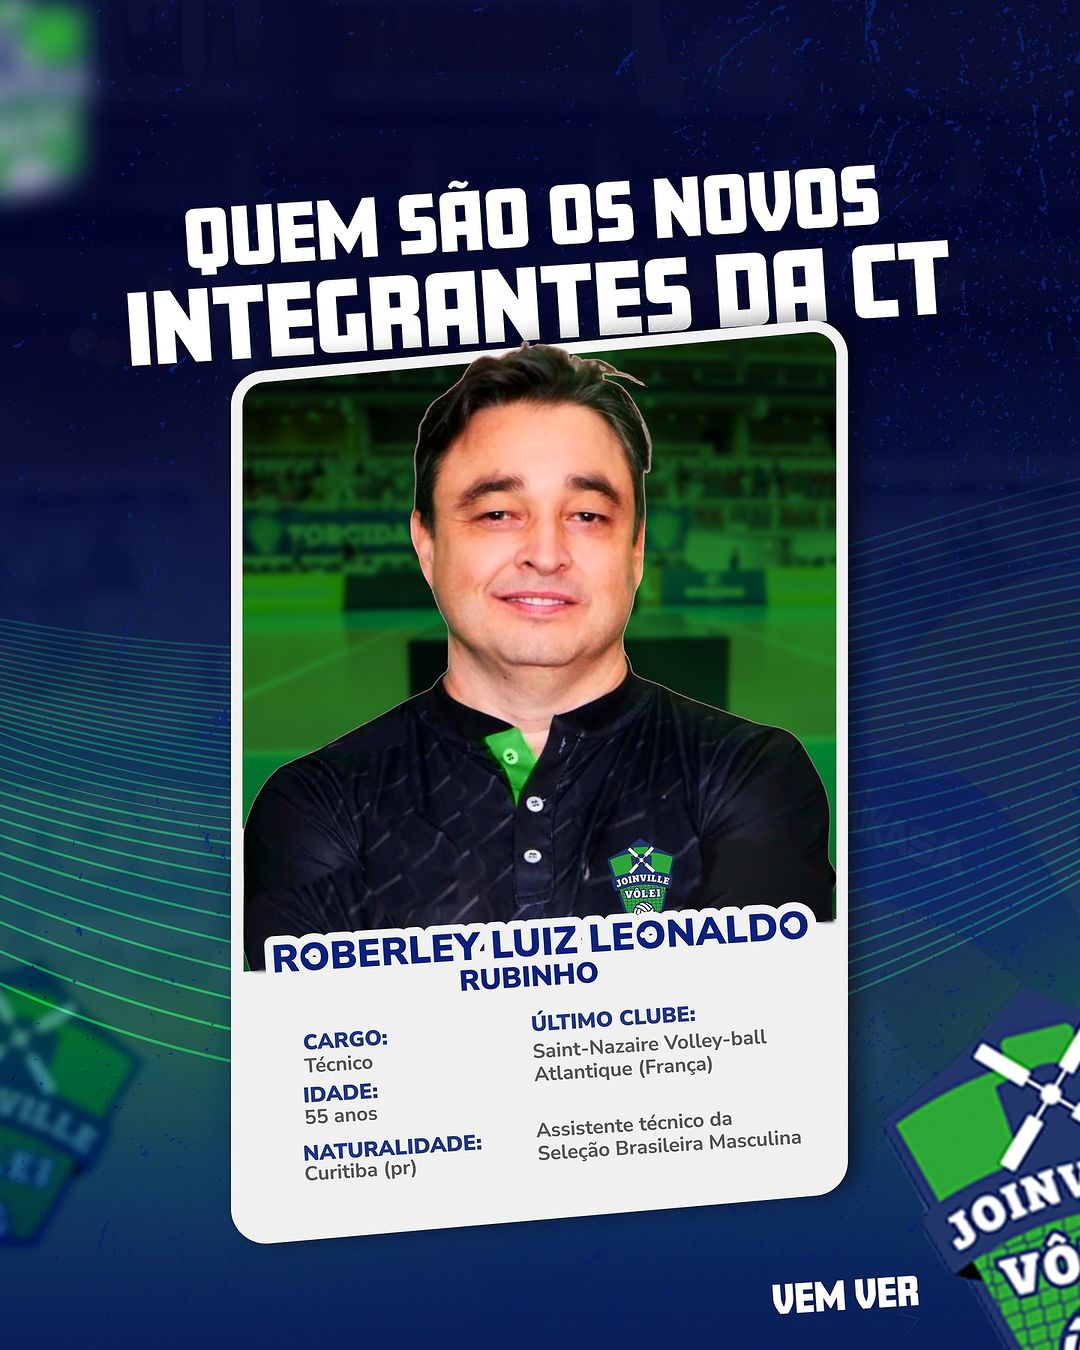 QUEM SÃO OS NOVOS
INTEGRANTES DA CT
TORCIDA
JOINVILLE
VÔLEI
ROBERLEY LUIZ LEONALDO
RUBINHO
CARGO:
Técnico
IDADE:
55 anos
NATURALIDADE:
Curitiba (pr)
ÚLTIMO CLUBE:
Saint-Nazaire Volley-ball
Atlantique (França)
Assistente técnico da
Seleção Brasileira Masculina
VEM VER